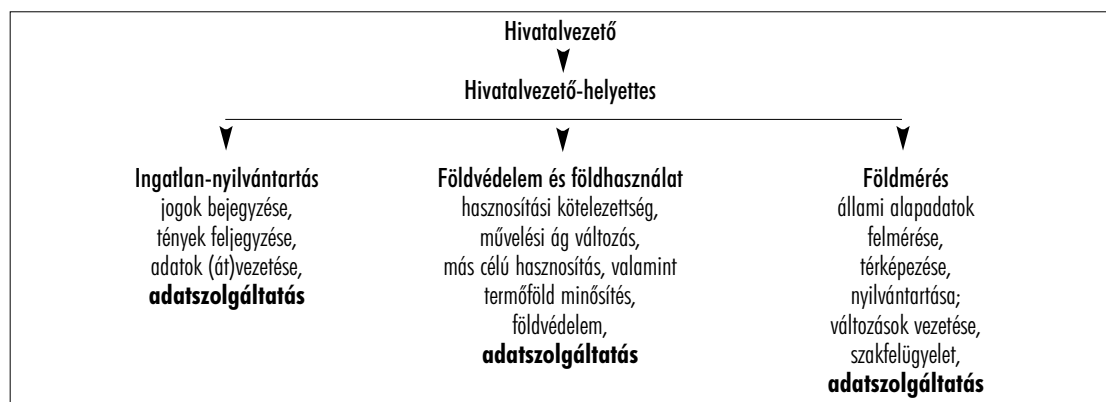 Hivatalvezető
Hivatalvezető-helyettes
Ingatlan-nyilvántartás
jogok bejegyzése,
tények feljegyzése,
adatok (át)vezetése,
adatszolgáltatás
Földvédelem és földhasználat
hasznosítási kötelezettség,
művelési ág változás,
más célú hasznosítás, valamint
termőföld minősítés,
földvédelem,
adatszolgáltatás
Földmérés
állami alapadatok
felmérése,
térképezése,
nyilvántartása;
változások vezetése,
szakfelügyelet,
adatszolgáltatás